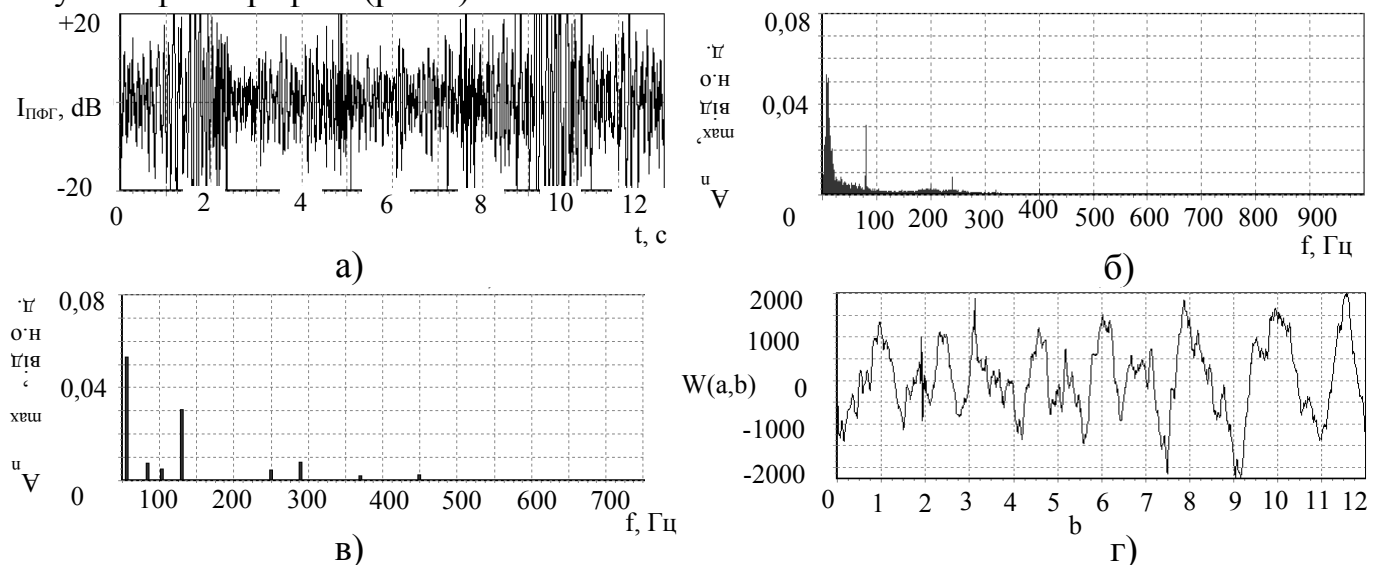 +20
I_ПФГ, dB
-20
0 2 4 6 8 10 12
t, c
а)
0,08
0,04
0
A_n max, від н.о д.
100 200 300 400 500 600 700 800 900
f, Гц
б)
0,08
0,04
0
A_n max, від н.о д.
100 200 300 400 500 600 700
f, Гц
в)
2000
1000
W(a,b) 0
-1000
-2000
0 1 2 3 4 5 6 7 8 9 10 11 12
b
г)